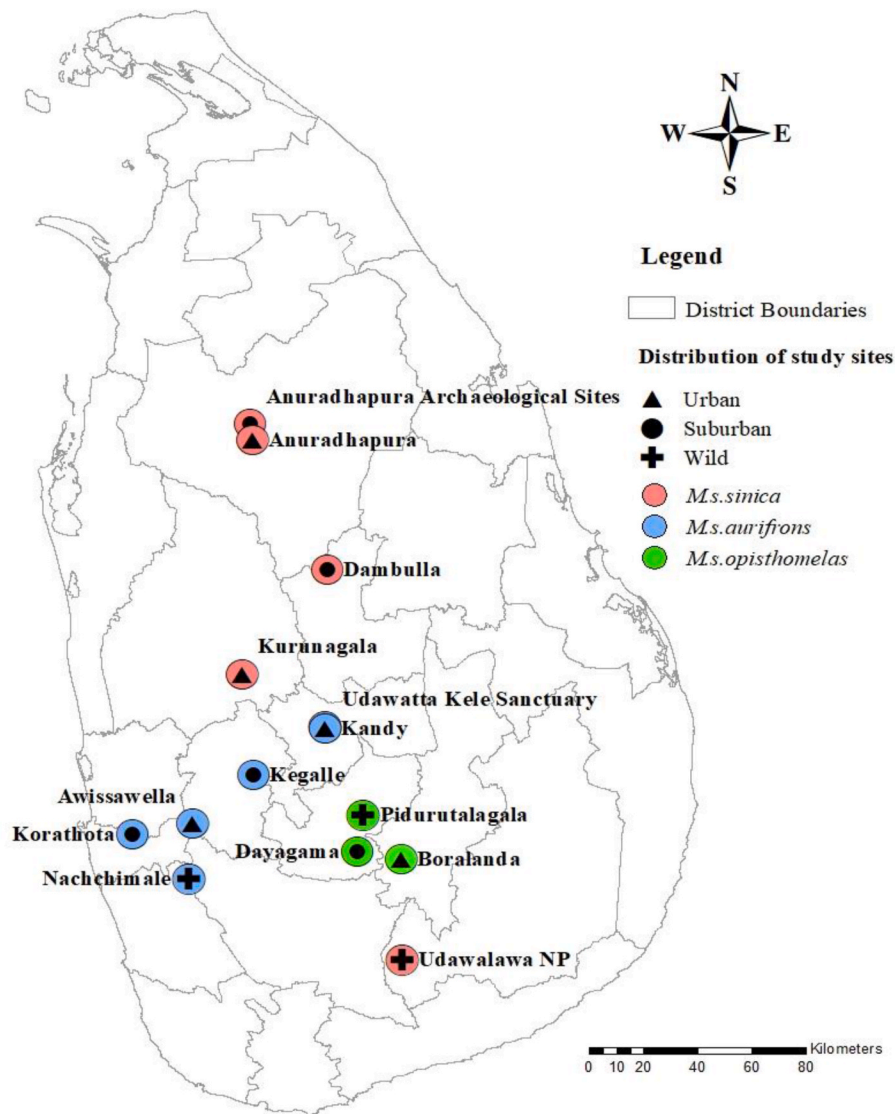 N
W E
S
Legend
District Boundaries
Distribution of study sites
Urban
Suburban
Wild
M.s.sinica
M.s.aurifrons
M.s.opisthomelas
Anuradhapura Archaeological Sites
Anuradhapura
Dambulla
Kurunagala
Udawatta Kele Sanctuary
Kandy
Kegalle
Awissawella
Pidurutalagala
Korathota
Dayagama
Boralanda
Nachchimale
Udawalawa NP
Kilometers
0 10 20 40 60 80